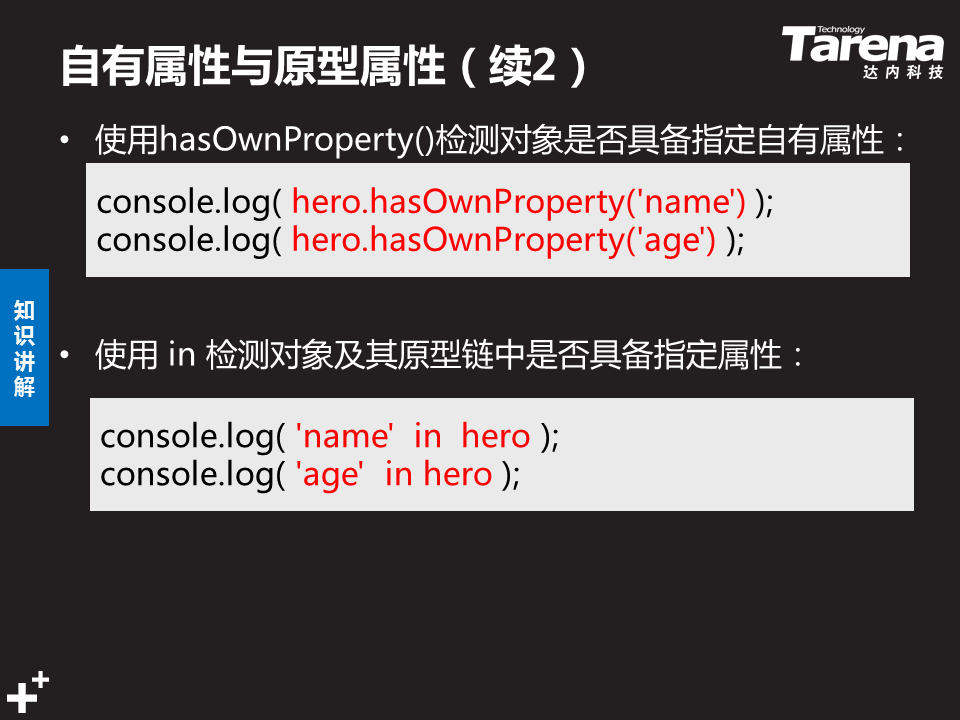 自有属性与原型属性（续2）
Technology
Tarena
达内科技
• 使用hasOwnProperty()检测对象是否具备指定自有属性：
console.log( hero.hasOwnProperty('name') );
console.log( hero.hasOwnProperty('age') );
知识讲解
• 使用 in 检测对象及其原型链中是否具备指定属性：
console.log( 'name'  in  hero );
console.log( 'age'  in hero );